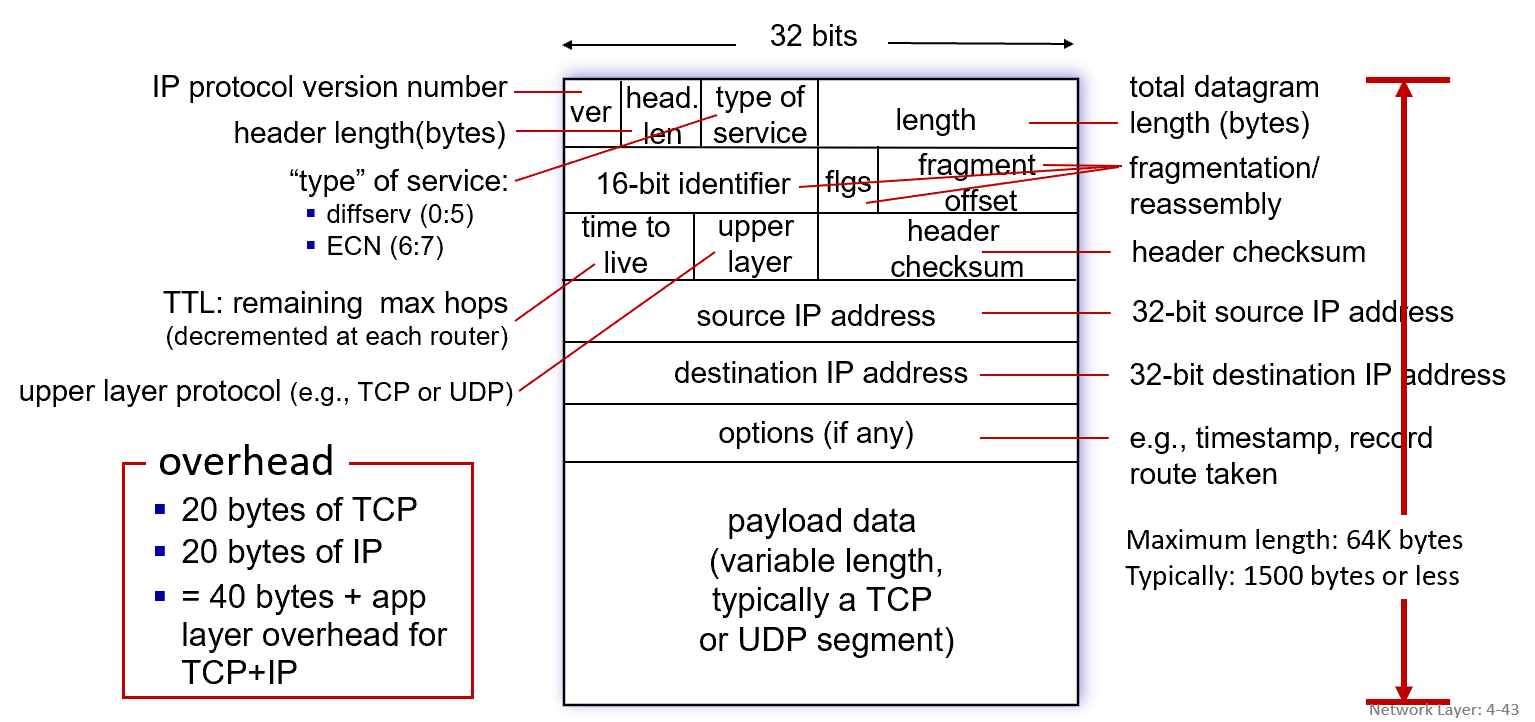 32 bits
IP protocol version number
header length(bytes)
“type” of service:
▪ diffserv (0:5)
▪ ECN (6:7)
TTL: remaining max hops
(decremented at each router)
upper layer protocol (e.g., TCP or UDP)
overhead
▪ 20 bytes of TCP
▪ 20 bytes of IP
▪ = 40 bytes + app
layer overhead for
TCP+IP
ver
head.
len
type of
service
length
16-bit identifier
flgs
fragment
offset
time to
live
upper
layer
header
checksum
source IP address
destination IP address
options (if any)
payload data
(variable length,
typically a TCP
or UDP segment)
total datagram
length (bytes)
fragmentation/
reassembly
header checksum
32-bit source IP address
32-bit destination IP address
e.g., timestamp, record
route taken
Maximum length: 64K bytes
Typically: 1500 bytes or less
Network Layer: 4-43